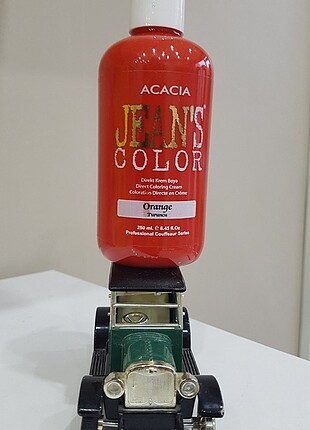 ACACIA
JEAN'S
COLOR
Direkt Krem Boya
Direct Coloring Cream
Coloration Directe en Crème
Orange
Turuncu
250 ml. ℮ 8.45 fl.Oz
Professional Couffeur Series